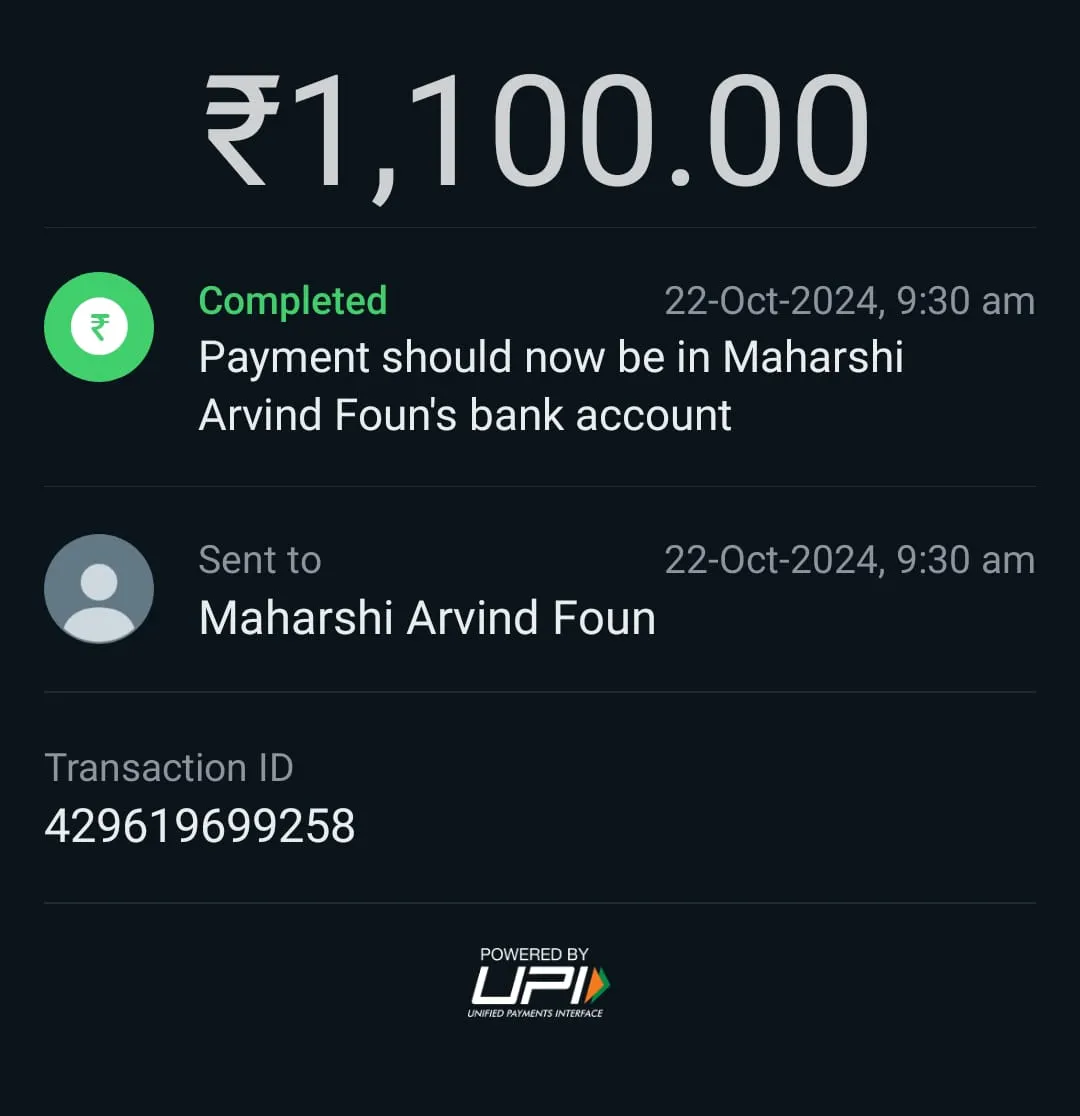 ₹1,100.00
₹
Completed
22-Oct-2024, 9:30 am
Payment should now be in Maharshi
Arvind Foun's bank account
Sent to
22-Oct-2024, 9:30 am
Maharshi Arvind Foun
Transaction ID
429619699258
POWERED BY
UPI
UNIFIED PAYMENTS INTERFACE